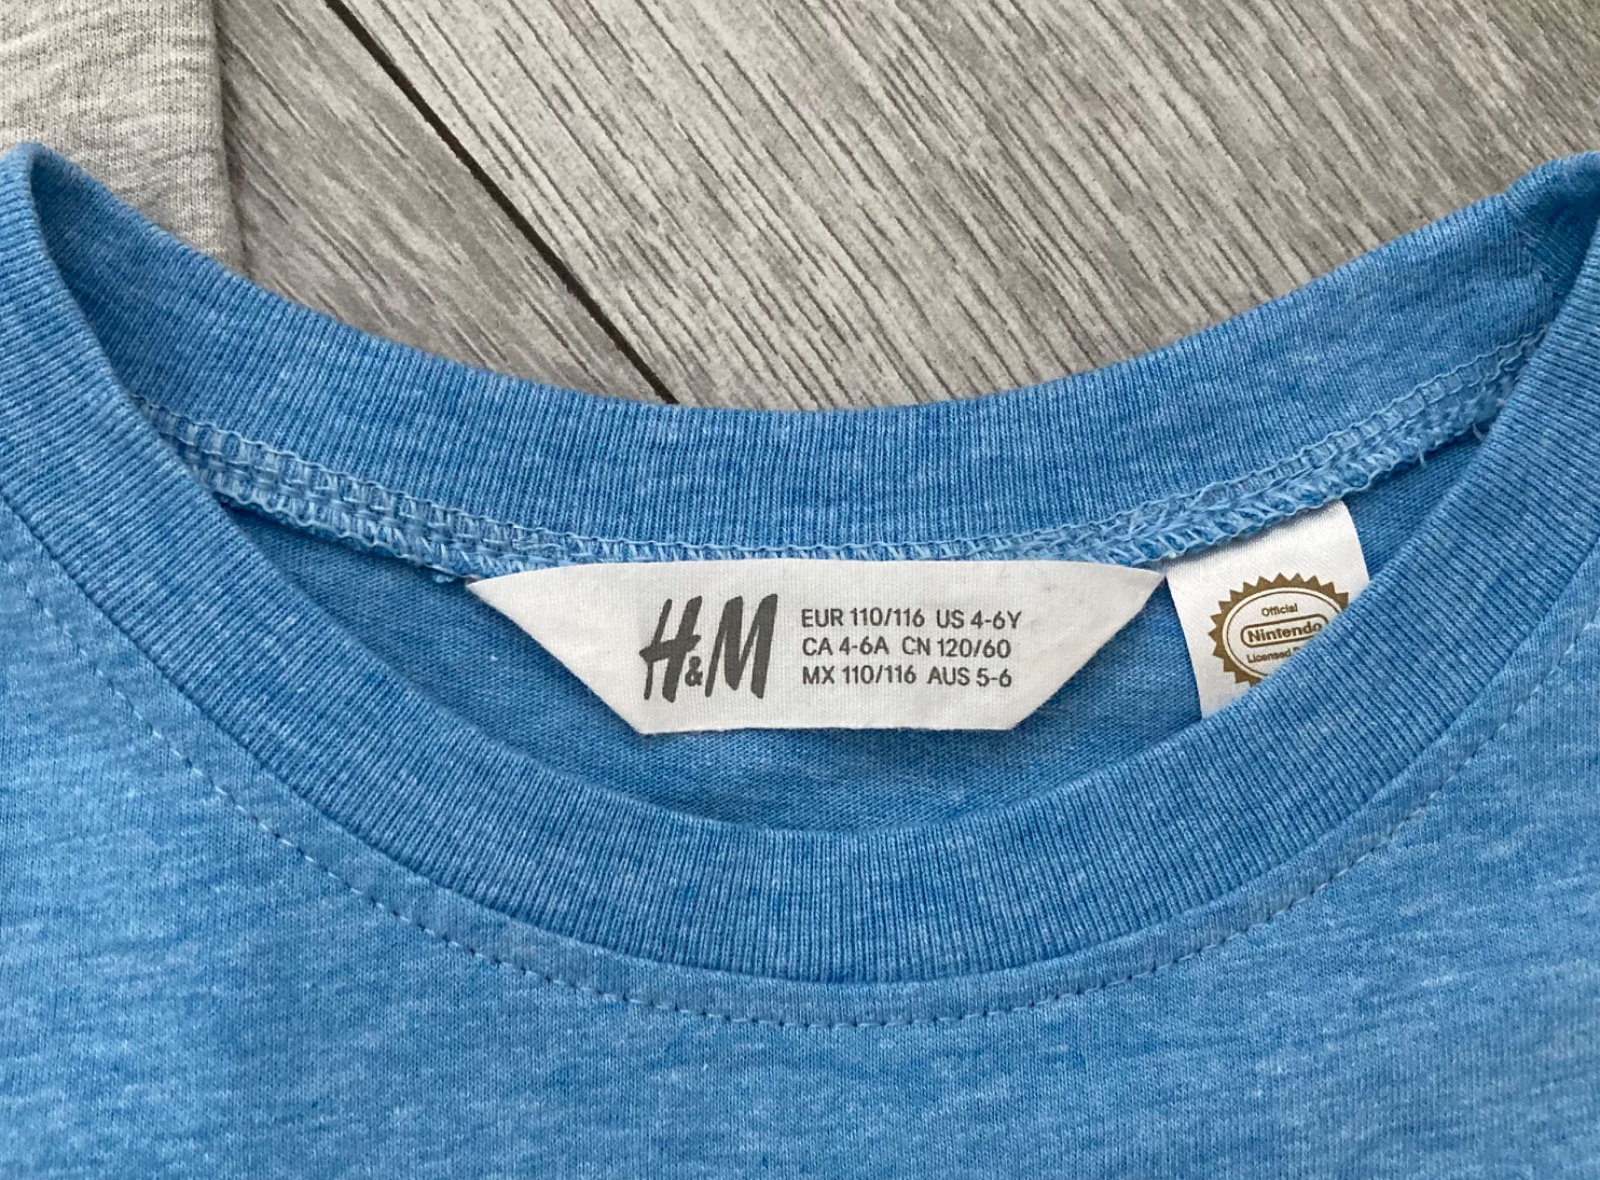 H&M
EUR 110/116 US 4-6Y
CA 4-6A CN 120/60
MX 110/116 AUS 5-6
Official
Nintendo
Licensed